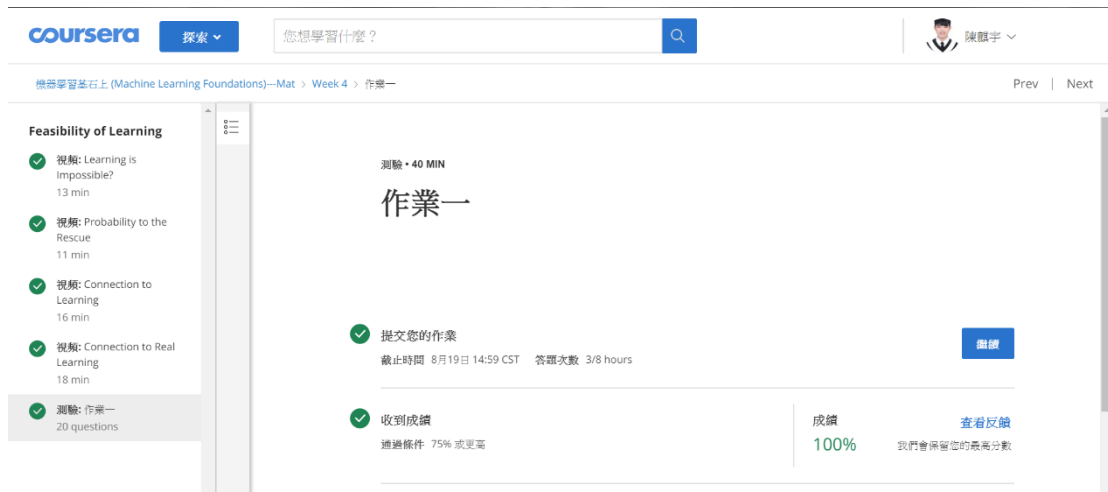 coursera
探索
您想學習什麼？
陳麒宇
機器學習基石上 (Machine Learning Foundations)---Mat > Week 4 > 作業一
Prev | Next
Feasibility of Learning
視頻: Learning is
Impossible?
13 min
視頻: Probability to the
Rescue
11 min
視頻: Connection to
Learning
16 min
視頻: Connection to Real
Learning
18 min
測驗: 作業一
20 questions
測驗 • 40 MIN
作業一
提交您的作業
截止時間 8月19日 14:59 CST 答題次數 3/8 hours
繼續
收到成績
通過條件 75% 或更高
成績
100%
查看反饋
我們會保留您的最高分數